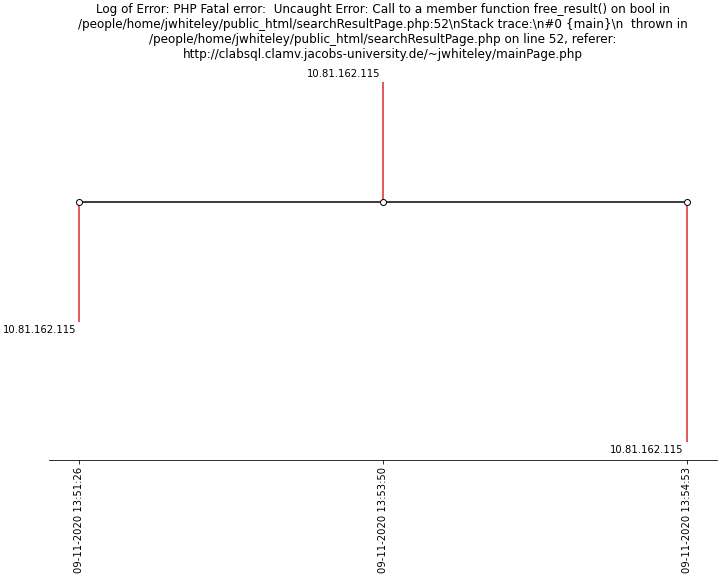 Log of Error: PHP Fatal error:  Uncaught Error: Call to a member function free_result() on bool in
/people/home/jwhiteley/public_html/searchResultPage.php:52\nStack trace:\n#0 {main}\n  thrown in
/people/home/jwhiteley/public_html/searchResultPage.php on line 52, referer:
http://clabsql.clamv.jacobs-university.de/~jwhiteley/mainPage.php
10.81.162.115
10.81.162.115
10.81.162.115
09-11-2020 13:51:26
09-11-2020 13:53:50
09-11-2020 13:54:53